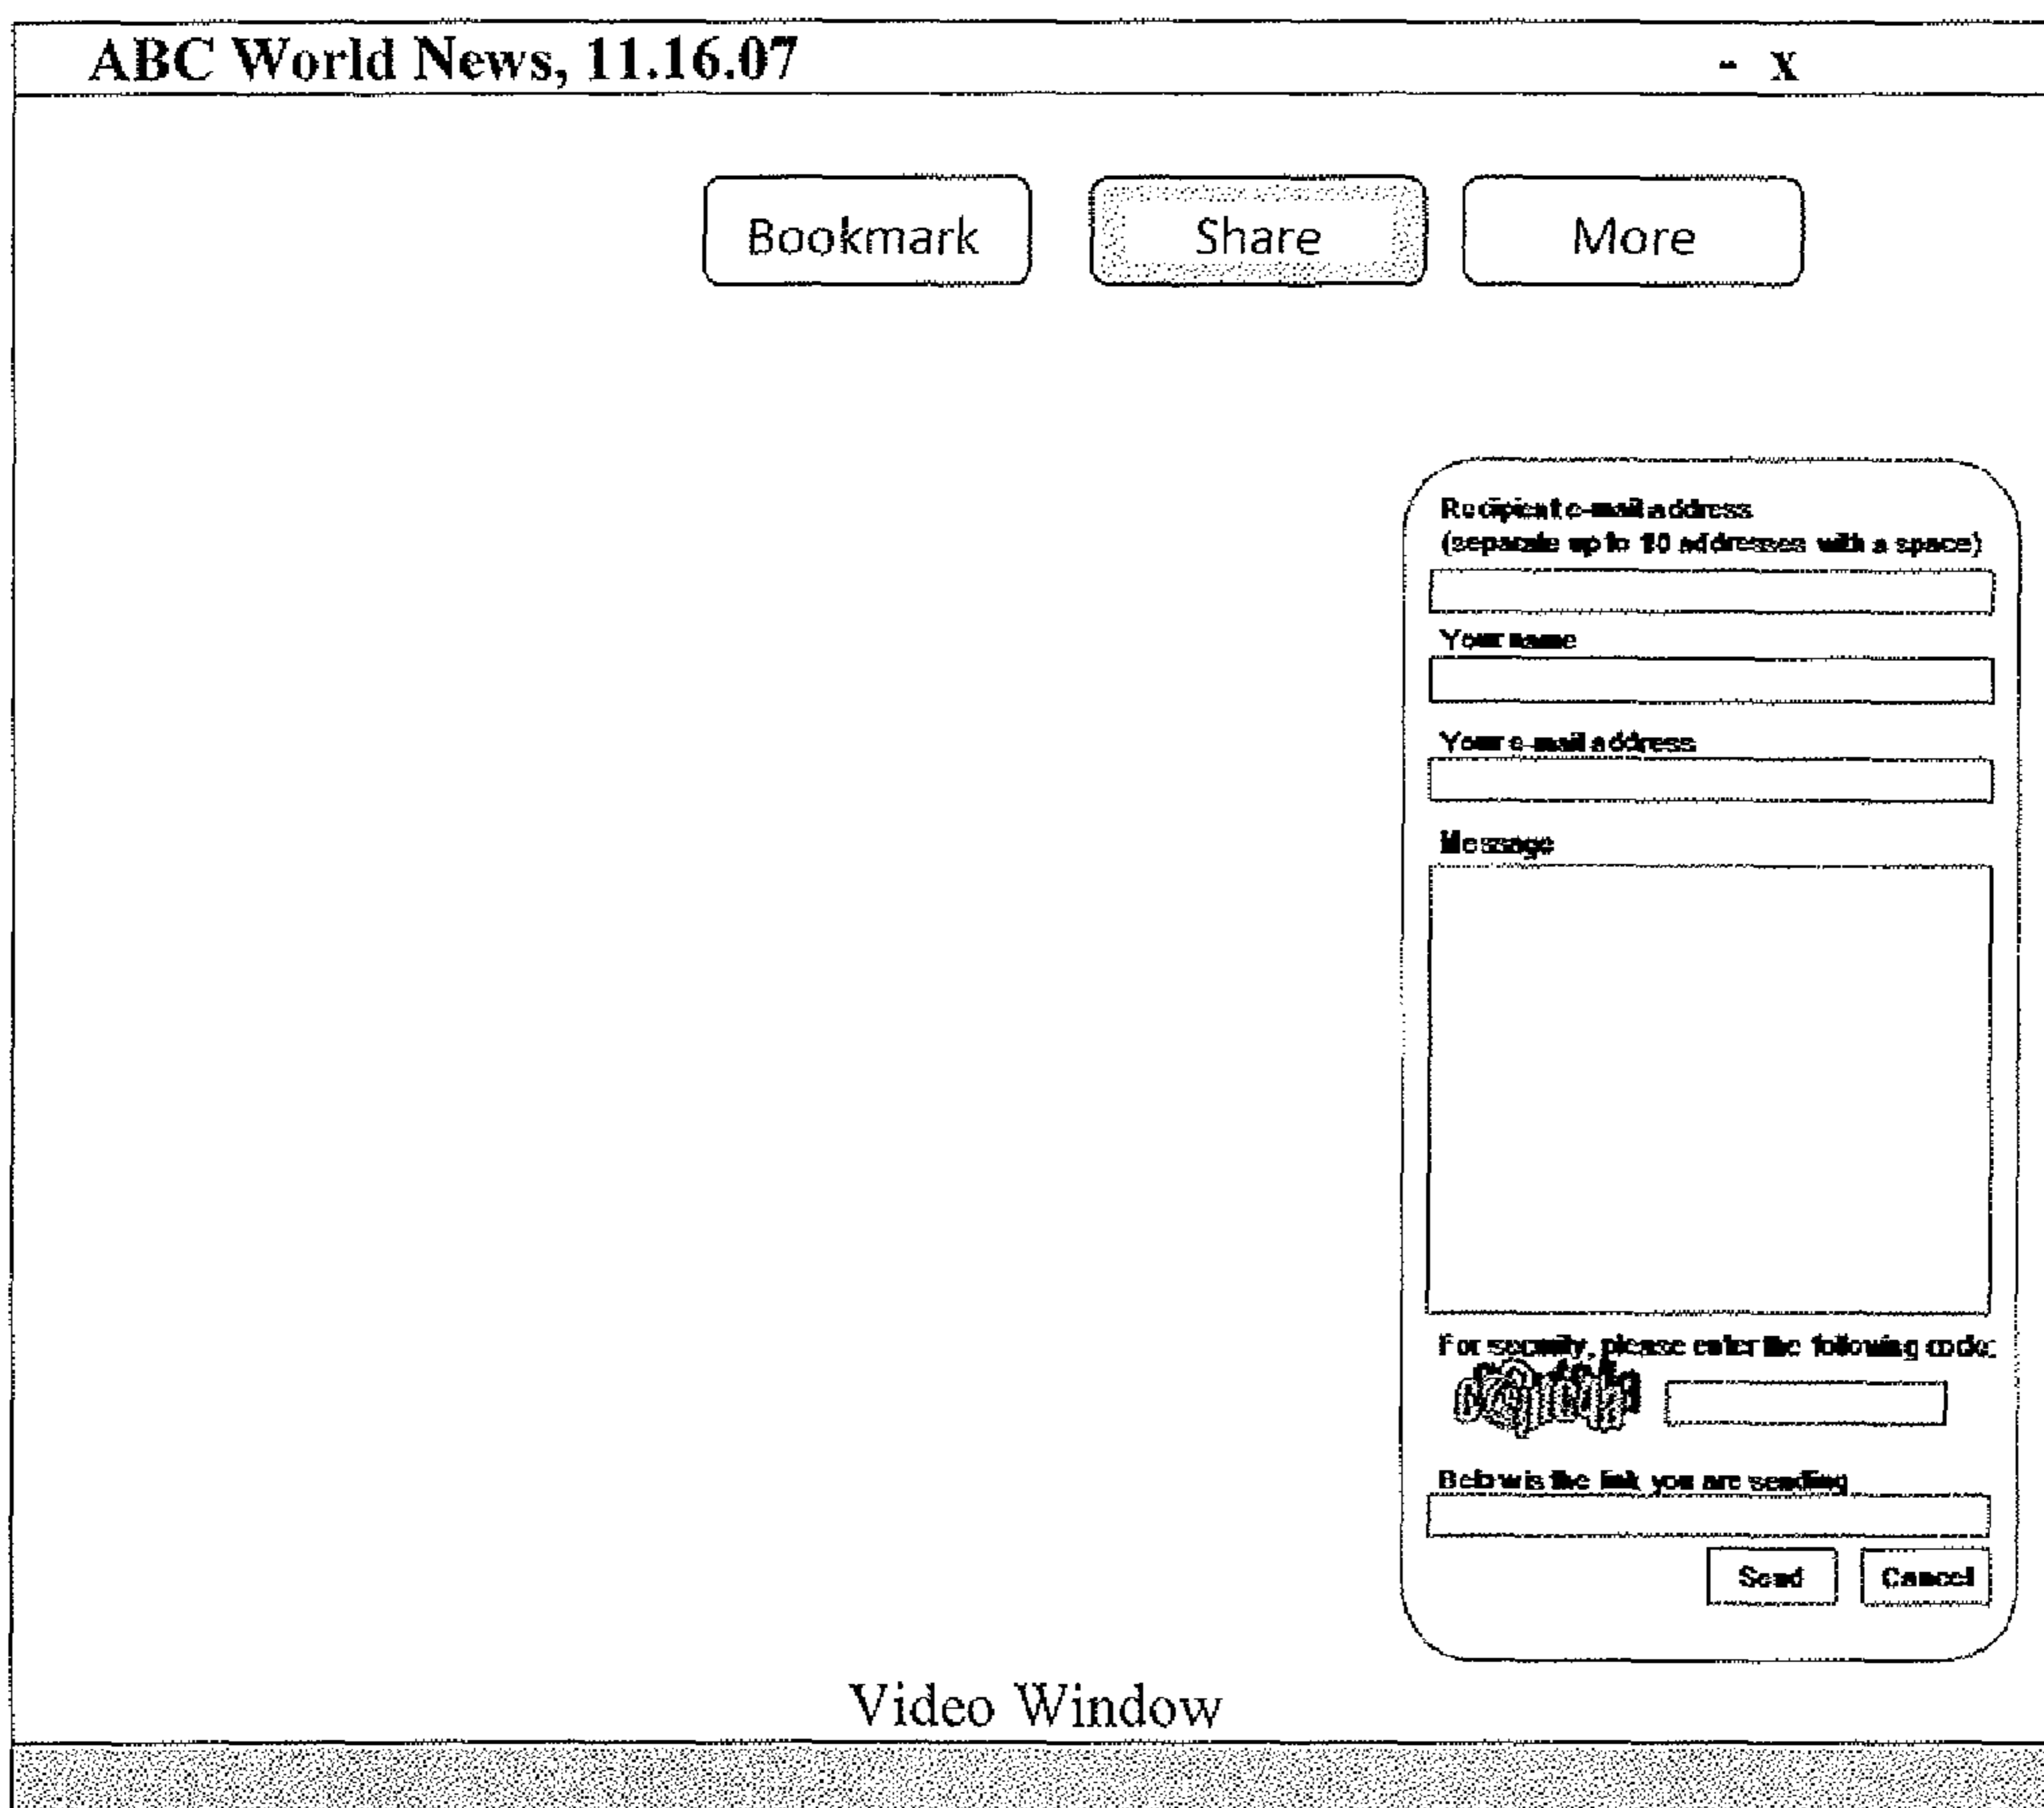 ABC World News, 11.16.07 - x
Bookmark Share More
Recipient e-mail address
(separate up to 10 addresses with a space)
Your name
Your e-mail address
Message
For security, please enter the following code:
Below is the link you are sending
Send Cancel
Video Window